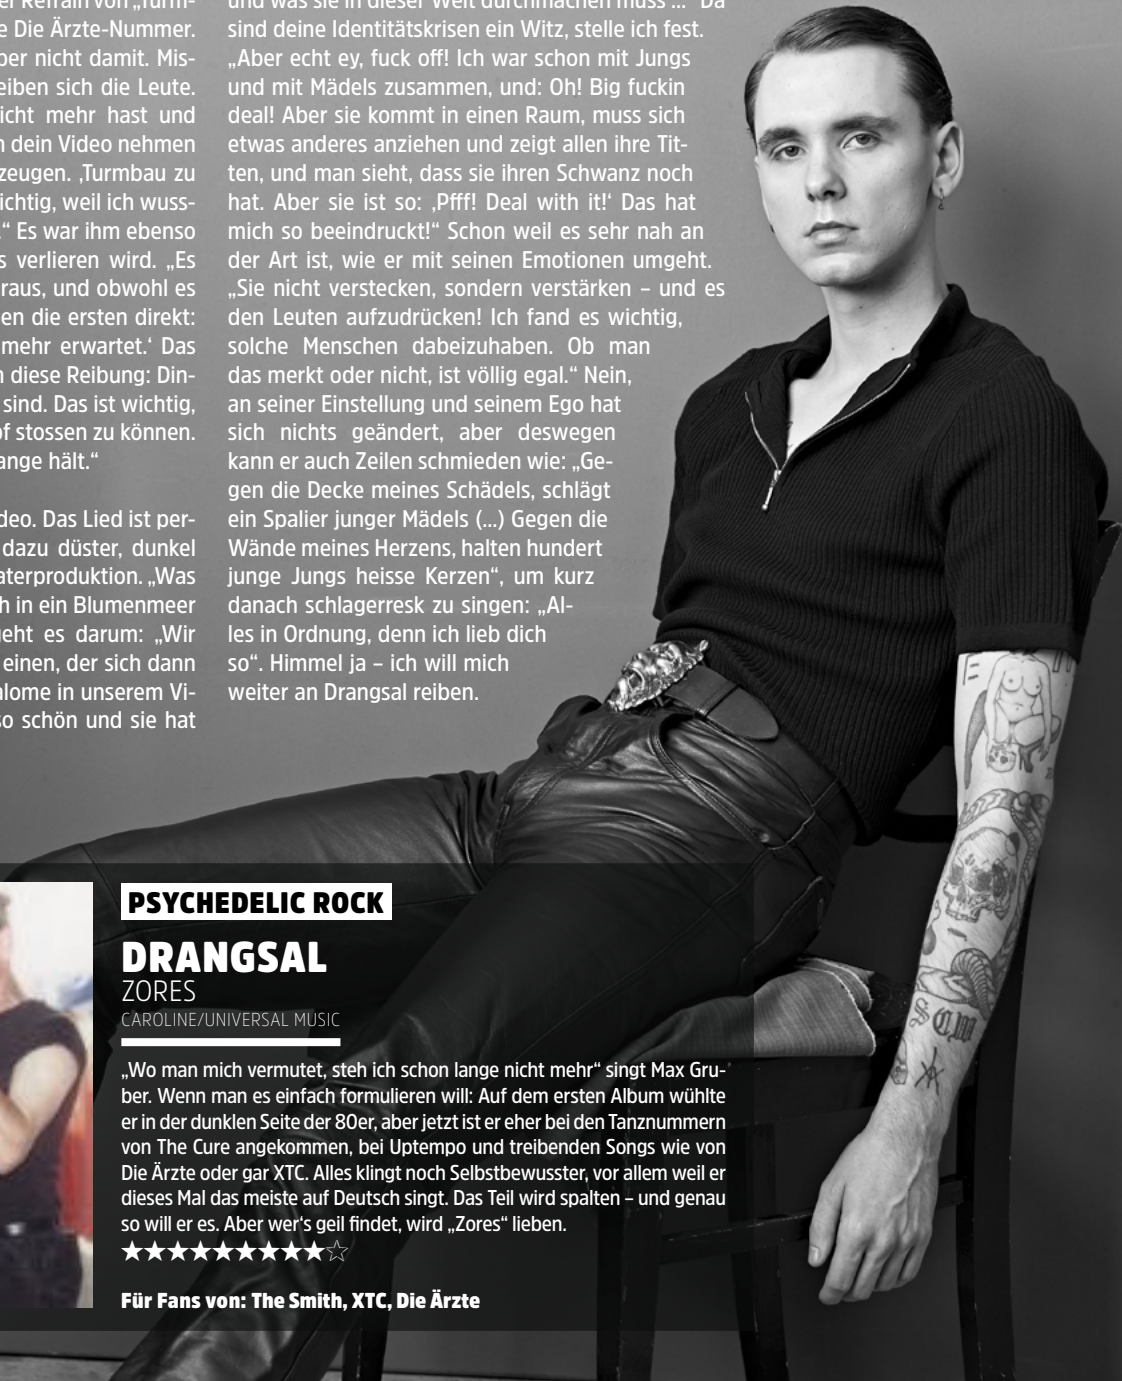 er Refrain von „Turm-
e Die Ärzte-Nummer.
ber nicht damit. Mis-
eiben sich die Leute.
icht mehr hast und
n dein Video nehmen
zeugen. ‚Turmbau zu
ichtig, weil ich wuss-
.“ Es war ihm ebenso
s verlieren wird. „Es
raus, und obwohl es
en die ersten direkt:
mehr erwartet.‘ Das
n diese Reibung: Din-
sind. Das ist wichtig,
of stossen zu können.
ange hält.“
deo. Das Lied ist per-
dazu düster, dunkel
aterproduktion. „Was
h in ein Blumenmeer
geht es darum: „Wir
einen, der sich dann
alome in unserem Vi-
so schön und sie hat
und was sie in dieser Welt durchmachen muss ...“ Da
sind deine Identitätskrisen ein Witz, stelle ich fest.
„Aber echt ey, fuck off! Ich war schon mit Jungs
und mit Mädels zusammen, und: Oh! Big fuckin
deal! Aber sie kommt in einen Raum, muss sich
etwas anderes anziehen und zeigt allen ihre Tit-
ten, und man sieht, dass sie ihren Schwanz noch
hat. Aber sie ist so: ‚Pfff! Deal with it!‘ Das hat
mich so beeindruckt!“ Schon weil es sehr nah an
der Art ist, wie er mit seinen Emotionen umgeht.
„Sie nicht verstecken, sondern verstärken – und es
den Leuten aufzudrücken! Ich fand es wichtig,
solche Menschen dabeizuhaben. Ob man
das merkt oder nicht, ist völlig egal.“ Nein,
an seiner Einstellung und seinem Ego hat
sich nichts geändert, aber deswegen
kann er auch Zeilen schmieden wie: „Ge-
gen die Decke meines Schädels, schlägt
ein Spalier junger Mädels (...) Gegen die
Wände meines Herzens, halten hundert
junge Jungs heisse Kerzen“, um kurz
danach schlagerresk zu singen: „Al-
les in Ordnung, denn ich lieb dich
so“. Himmel ja – ich will mich
weiter an Drangsal reiben.
PSYCHEDELIC ROCK
DRANGSAL
ZORES
CAROLINE/UNIVERSAL MUSIC
„Wo man mich vermutet, steh ich schon lange nicht mehr“ singt Max Gru-
ber. Wenn man es einfach formulieren will: Auf dem ersten Album wühlte
er in der dunklen Seite der 80er, aber jetzt ist er eher bei den Tanznummern
von The Cure angekommen, bei Uptempo und treibenden Songs wie von
Die Ärzte oder gar XTC. Alles klingt noch Selbstbewusster, vor allem weil er
dieses Mal das meiste auf Deutsch singt. Das Teil wird spalten – und genau
so will er es. Aber wer‘s geil findet, wird „Zores“ lieben.
★★★★★★★★★☆
Für Fans von: The Smith, XTC, Die Ärzte
SCW